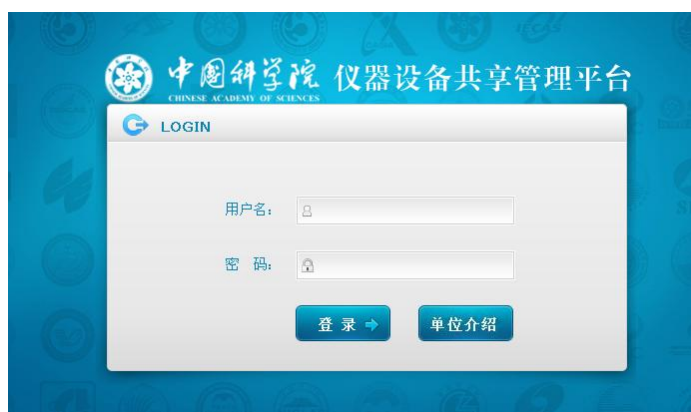 中国科学院 仪器设备共享管理平台
CHINESE ACADEMY OF SCIENCES
LOGIN
用户名:
密 码:
登 录
单位介绍